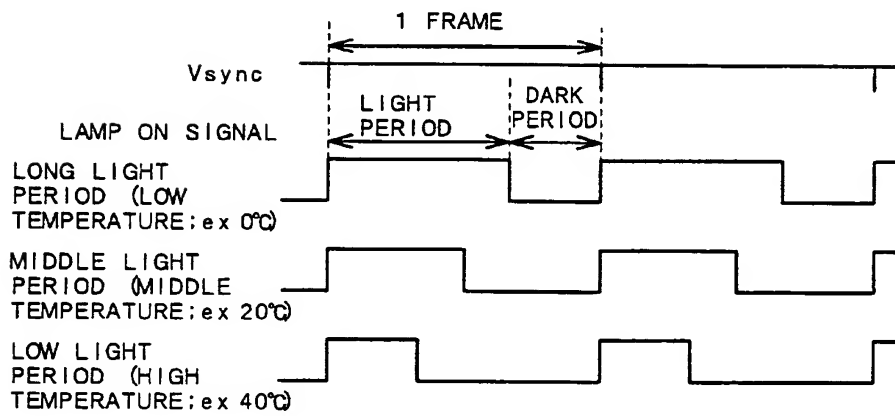 1 FRAME
Vsync
LIGHT
PERIOD
DARK
PERIOD
LAMP ON SIGNAL
LONG LIGHT
PERIOD (LOW
TEMPERATURE;ex 0℃)
MIDDLE LIGHT
PERIOD (MIDDLE
TEMPERATURE;ex 20℃)
LOW LIGHT
PERIOD (HIGH
TEMPERATURE;ex 40℃)